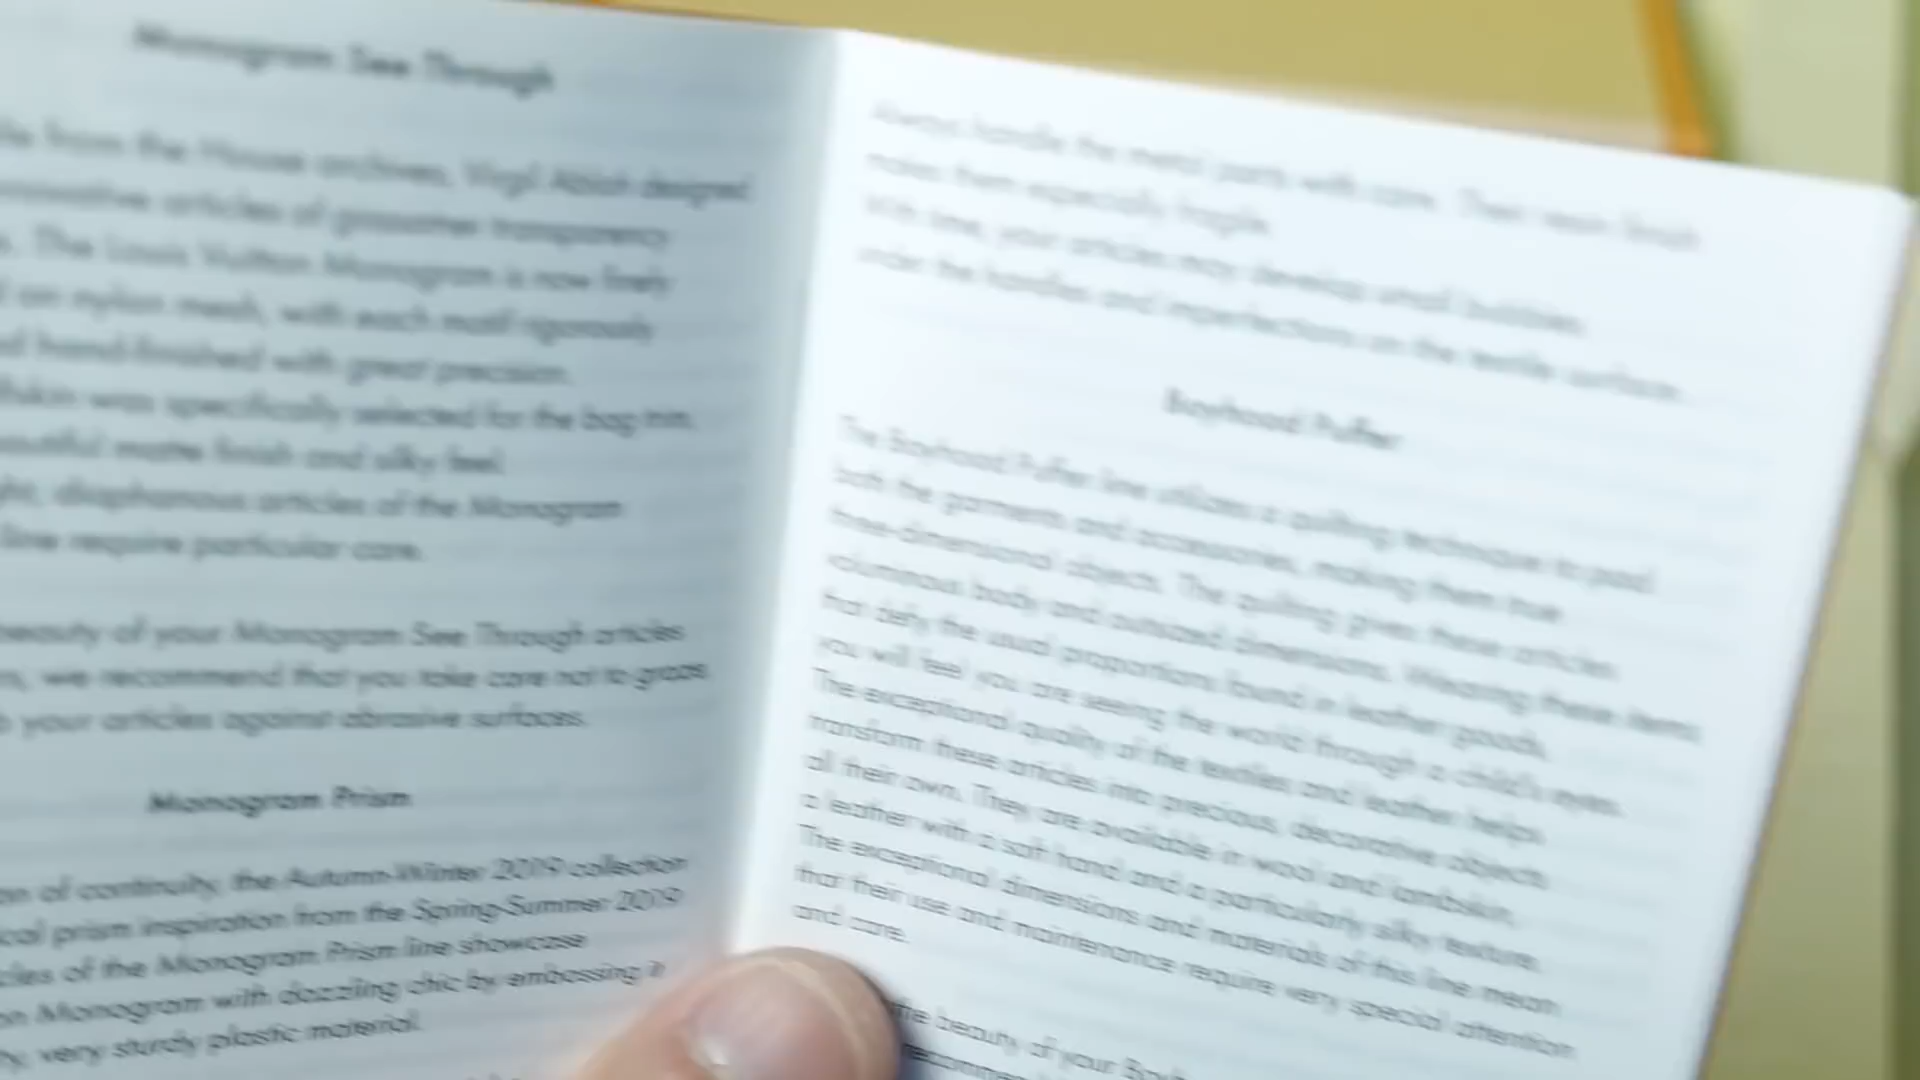 Monogram See Through
from the House archives, Virgil Abloh designed
articles of gossamer transparency
The Louis Vuitton Monogram is now finely
on nylon mesh, with each motif rigorously
hand-finished with great precision.
was specifically selected for the bag trim,
matte finish and silky feel.
diaphanous articles of the Monogram
line require particular care.
beauty of your Monogram See Through articles
we recommend that you take care not to graze
your articles against abrasive surfaces.
Monogram Prism
of continuity, the Autumn-Winter 2019 collection
prism inspiration from the Spring-Summer 2019
of the Monogram Prism line showcase
Monogram with dazzling chic by embossing it
very sturdy plastic material.
Always handle the metal parts with care. Their resin finish
makes them especially fragile.
With time, your articles may develop small bubbles
under the handles and imperfections on the textile surface.
Boyhood Puffer
The Boyhood Puffer line utilizes a quilting technique to pad
both the garments and accessories, making them true
three-dimensional objects. The quilting gives these articles
voluminous body and outsized dimensions. Wearing these items
that defy the usual proportions found in leather goods,
you will feel you are seeing the world through a child's eyes.
The exceptional quality of the textiles and leather helps
transform these articles into precious, decorative objects
all their own. They are available in wool and lambskin,
a leather with a soft hand and a particularly silky texture.
The exceptional dimensions and materials of this line mean
that their use and maintenance require very special attention
and care.
the beauty of your